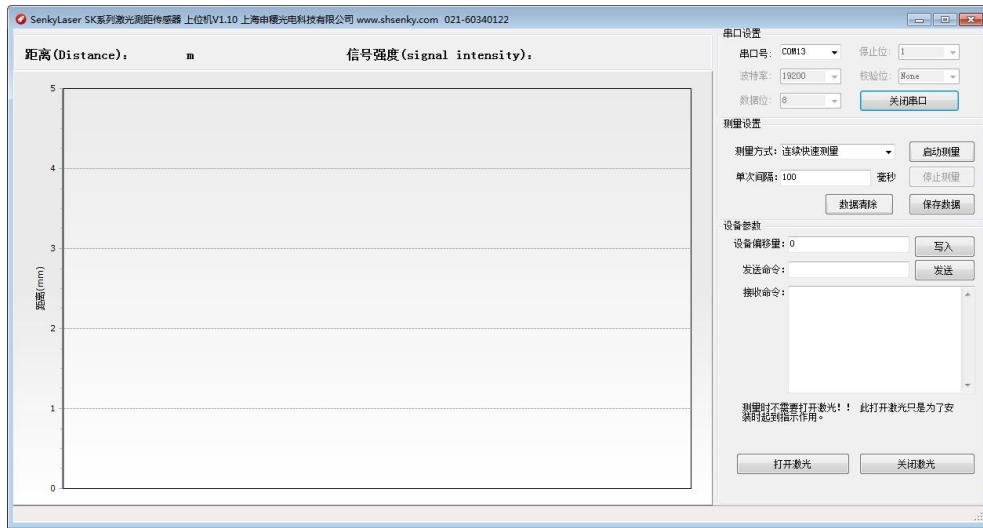 SenkyLaser SK系列激光测距传感器 上位机V1.10 上海申稷光电科技有限公司 www.shsenky.com 021-60340122
距离(Distance): m 信号强度(signal intensity):
5
4
3
2
1
0
距离(mm)
串口设置
串口号: COM13 停止位: 1
波特率: 19200 校验位: None
数据位: 8 关闭串口
测量设置
测量方式: 连续快速测量 启动测量
单次间隔: 100 毫秒 停止测量
数据清除 保存数据
设备参数
设备偏移量: 0 写入
发送命令: 发送
接收命令:
测量时不需要打开激光!! 此打开激光只是为了安
装时起到指示作用。
打开激光 关闭激光